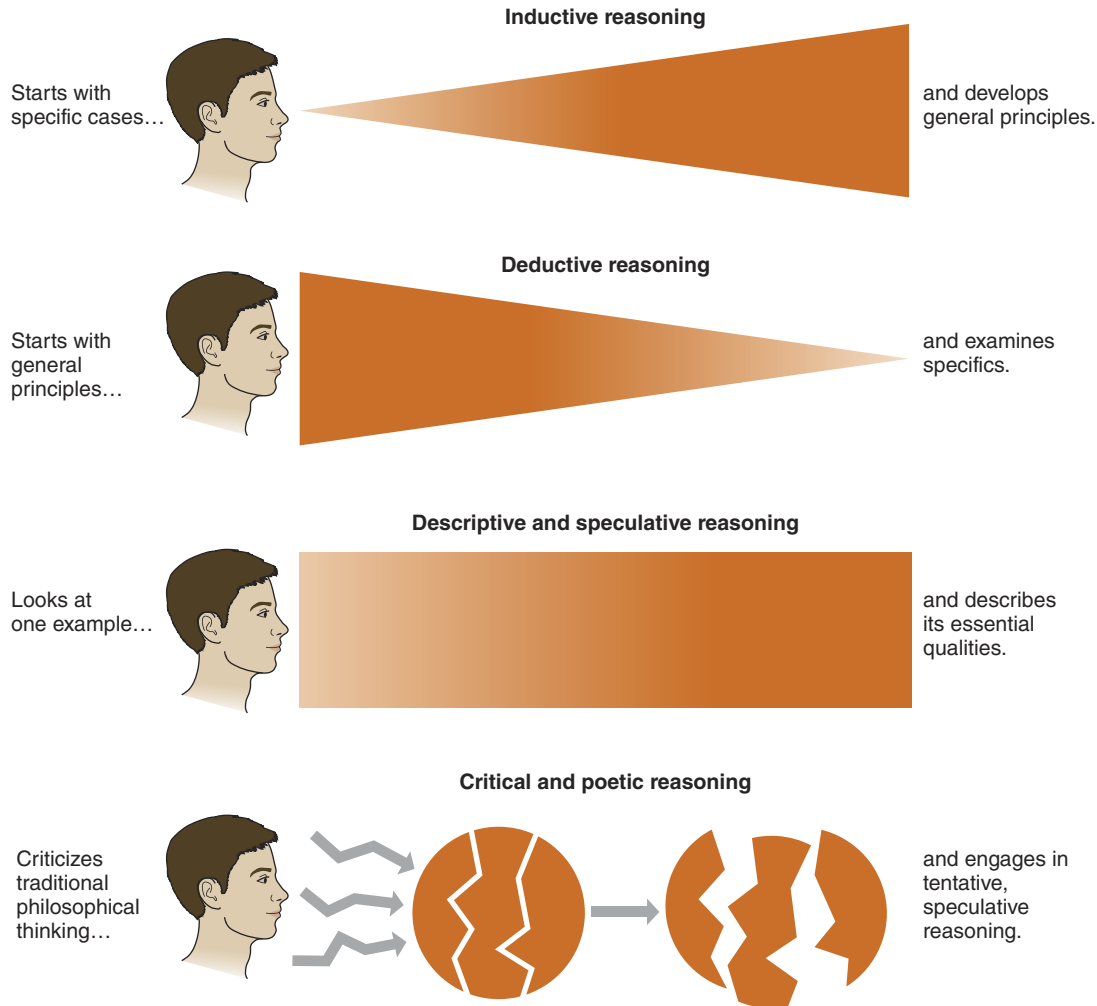 Inductive reasoning
Starts with
specific cases…
and develops
general principles.
Deductive reasoning
Starts with
general
principles…
and examines
specifics.
Descriptive and speculative reasoning
Looks at
one example…
and describes
its essential
qualities.
Critical and poetic reasoning
Criticizes
traditional
philosophical
thinking…
and engages in
tentative,
speculative
reasoning.